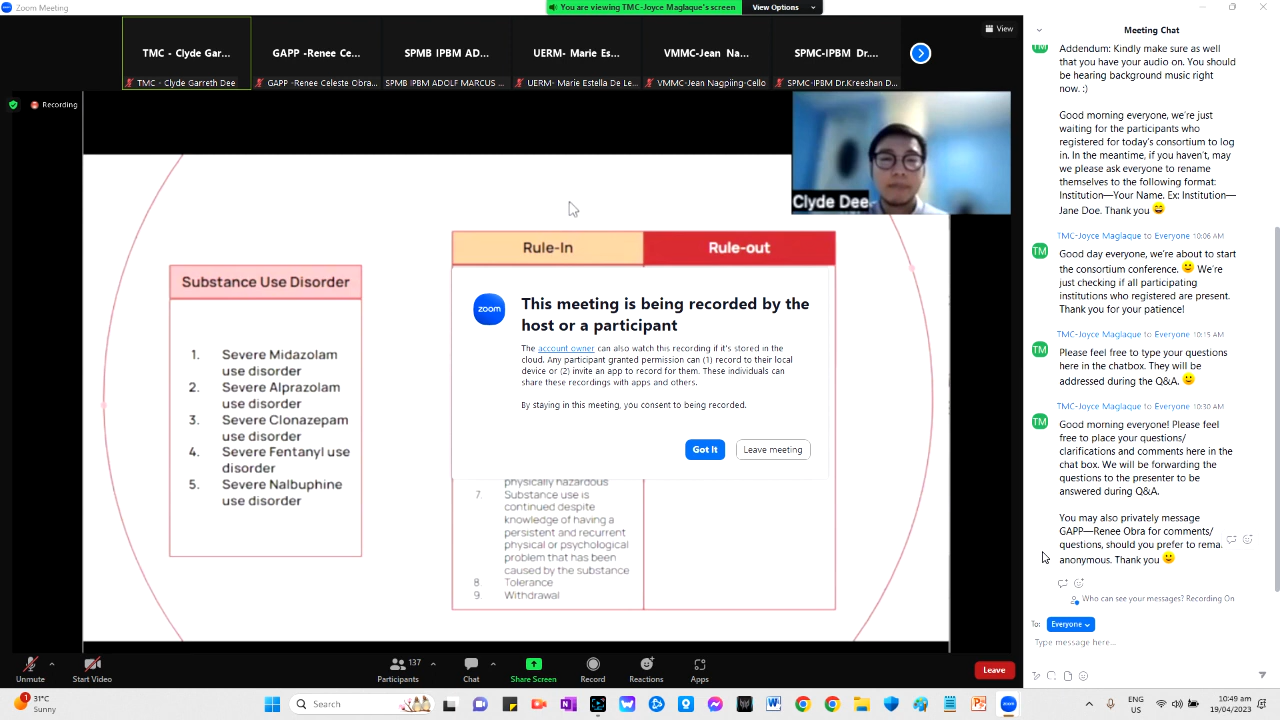 Zoom Meeting
You are viewing TMC-Joyce Maglaque's screen
View Options
View
TMC - Clyde Gar...
GAPP -Renee Ce...
SPMB IPBM AD...
UERM- Marie Es...
VMMC-Jean Na...
SPMC-IPBM Dr....
TMC - Clyde Garreth Dee
GAPP -Renee Celeste Obra...
SPMB IPBM ADOLF MARCUS ...
UERM- Marie Estella De Le...
VMMC-Jean Nagpiing-Cello
SPMC-IPBM Dr.Kreeshan D...
Recording
Clyde Dee
Substance Use Disorder
1. Severe Midazolam
use disorder
2. Severe Alprazolam
use disorder
3. Severe Clonazepam
use disorder
4. Severe Fentanyl use
disorder
5. Severe Nalbuphine
use disorder
Rule-In
Rule-out
zoom
This meeting is being recorded by the
host or a participant
The account owner can also watch this recording if it's stored in the
cloud. Any participant granted permission can (1) record to their local
device or (2) invite an app to record for them. These individuals can
share these recordings with apps and others.
By staying in this meeting, you consent to being recorded.
Got it
Leave meeting
physically hazardous
7. Substance use is
continued despite
knowledge of having a
persistent and recurrent
physical or psychological
problem that has been
caused by the substance
8. Tolerance
9. Withdrawal
Meeting Chat
TM
Addendum: Kindly make sure as well
that you have your audio on. You should
be hearing background music right
now. :)
Good morning everyone, we're just
waiting for the participants who
registered for today's consortium to log
in. In the meantime, if you haven't, may
we please ask everyone to rename
themselves to the following format:
Institution—Your Name. Ex: Institution—
Jane Doe. Thank you 😄
TMC-Joyce Maglaque to Everyone 10:06 AM
TM
Good day everyone, we're about to start
the consortium conference. 🙂 We're
just checking if all participating
institutions who registered are present.
Thank you for your patience!
TMC-Joyce Maglaque to Everyone 10:15 AM
TM
Please feel free to type your questions
here in the chatbox. They will be
addressed during the Q&A. 🙂
TMC-Joyce Maglaque to Everyone 10:30 AM
TM
Good morning everyone! Please feel
free to place your questions/
clarifications and comments here in the
chat box. We will be forwarding the
questions to the presenter to be
answered during Q&A.
You may also privately message
GAPP—Renee Obra for comments/
questions, should you prefer to rema
anonymous. Thank you 🙂
Who can see your messages? Recording On
To: Everyone
Type message here...
Unmute
Start Video
137
Participants
Chat
Share Screen
Record
Reactions
Apps
Leave
1
31°C
Sunny
Search
ENG
US
10:49 am
19/04/2023